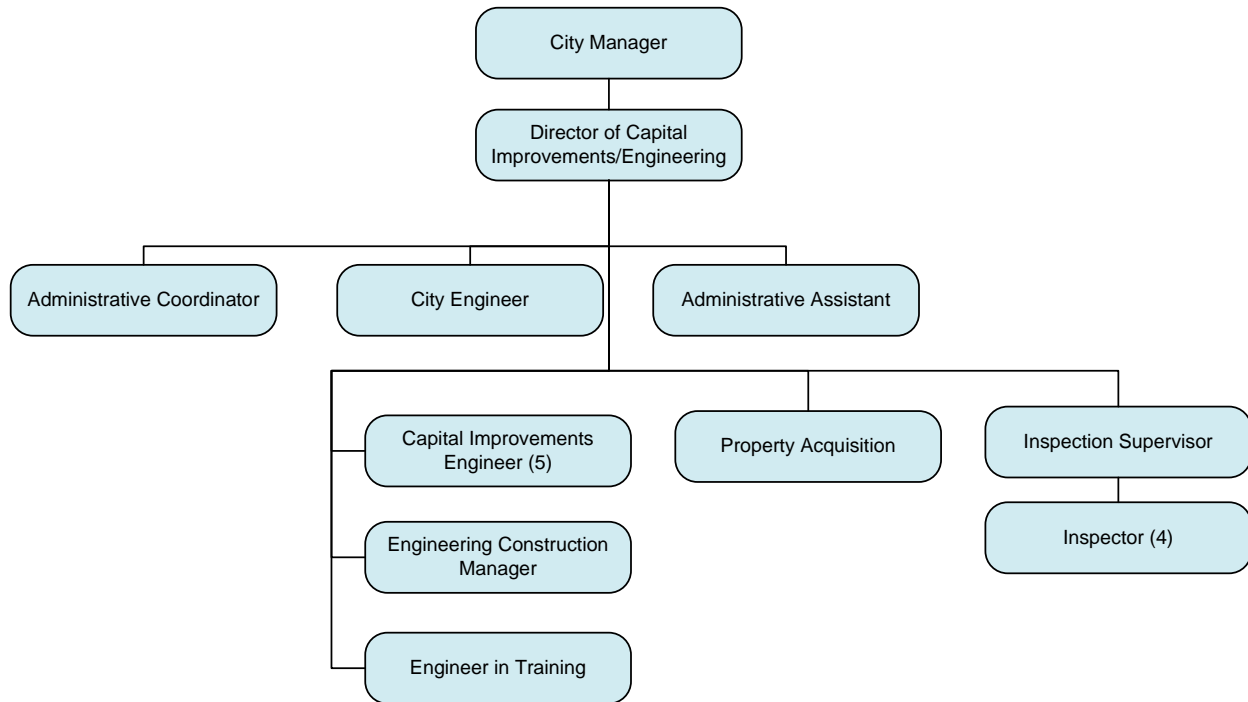 City Manager
Director of Capital
Improvements/Engineering
Administrative Coordinator
City Engineer
Administrative Assistant
Capital Improvements
Engineer (5)
Property Acquisition
Inspection Supervisor
Engineering Construction
Manager
Inspector (4)
Engineer in Training